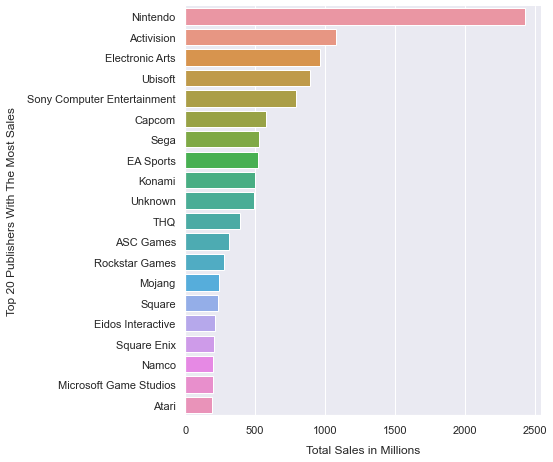 Top 20 Publishers With The Most Sales
Nintendo
Activision
Electronic Arts
Ubisoft
Sony Computer Entertainment
Capcom
Sega
EA Sports
Konami
Unknown
THQ
ASC Games
Rockstar Games
Mojang
Square
Eidos Interactive
Square Enix
Namco
Microsoft Game Studios
Atari
0 500 1000 1500 2000 2500
Total Sales in Millions